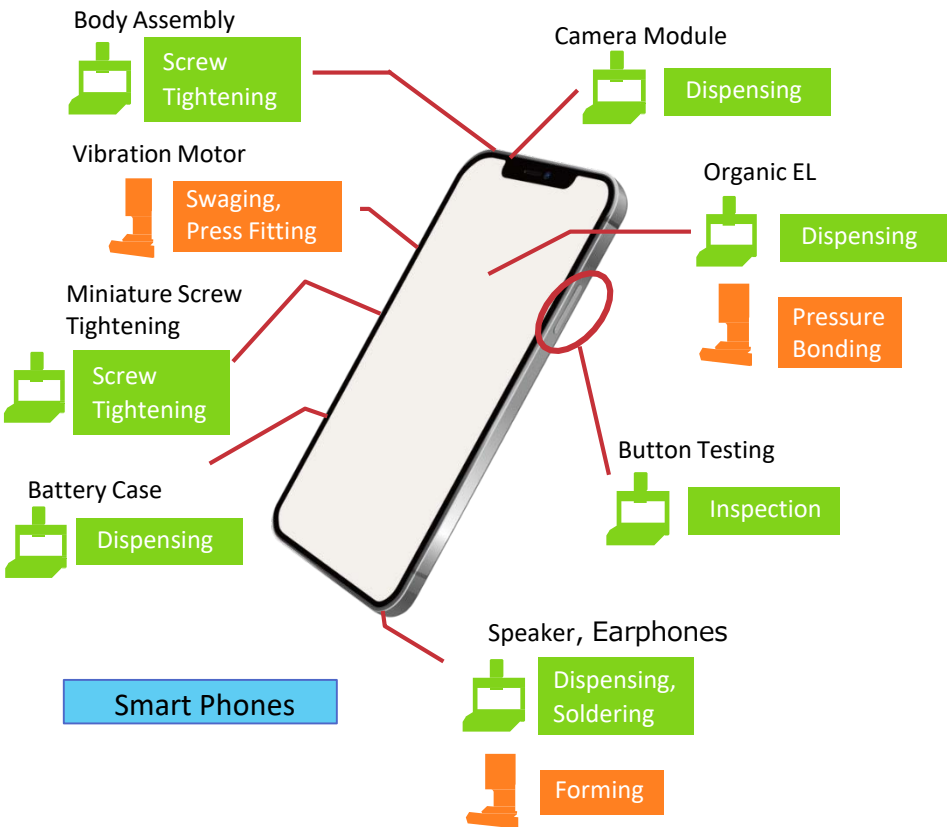 Body Assembly
Screw
Tightening
Camera Module
Dispensing
Vibration Motor
Swaging,
Press Fitting
Organic EL
Dispensing
Pressure
Bonding
Miniature Screw
Tightening
Screw
Tightening
Button Testing
Inspection
Battery Case
Dispensing
Speaker, Earphones
Dispensing,
Soldering
Forming
Smart Phones